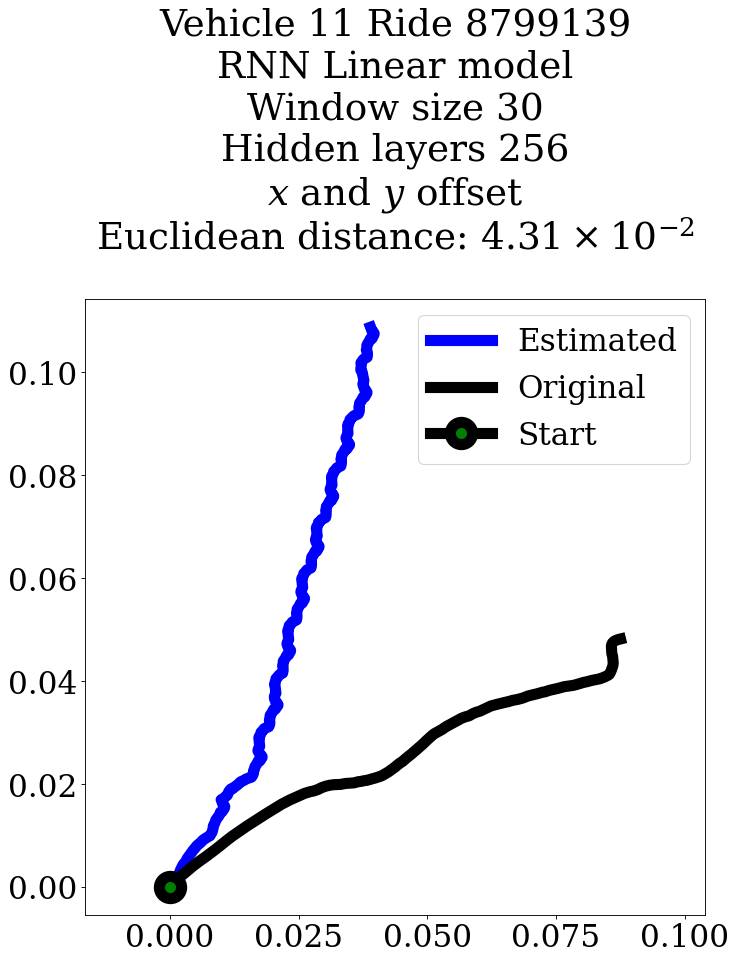 Vehicle 11 Ride 8799139
RNN Linear model
Window size 30
Hidden layers 256
x and y offset
Euclidean distance: 4.31 × 10⁻²
Estimated
Original
Start
0.10
0.08
0.06
0.04
0.02
0.00
0.000 0.025 0.050 0.075 0.100